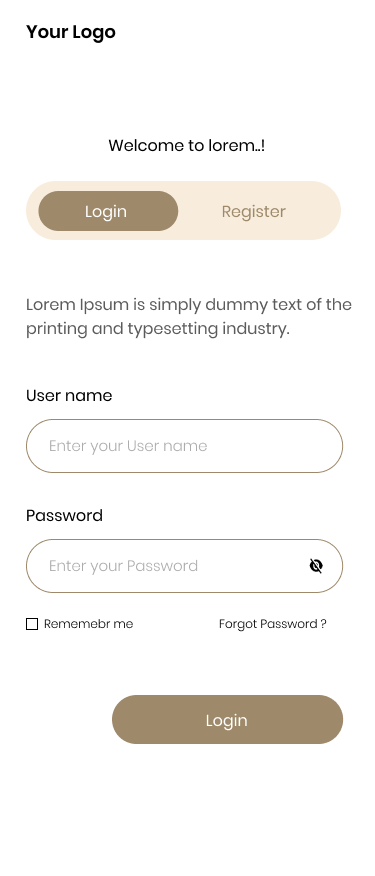 Your Logo
Welcome to lorem..!
Login Register
Lorem Ipsum is simply dummy text of the
printing and typesetting industry.
User name
Enter your User name
Password
Enter your Password
Rememebr me Forgot Password ?
Login